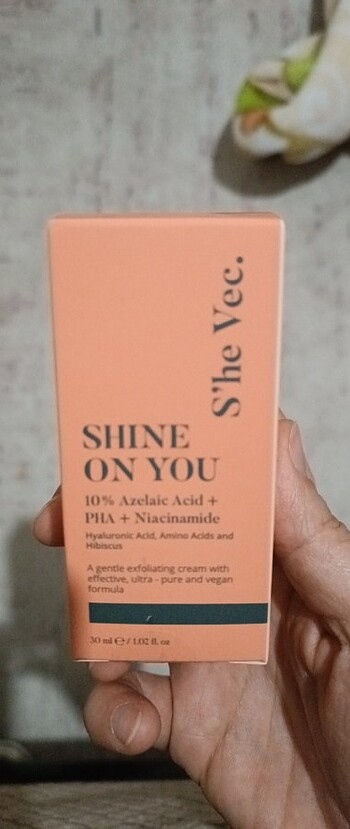 S'he Vec.
SHINE
ON YOU
10% Azelaic Acid +
PHA + Niacinamide
Hyaluronic Acid, Amino Acids and
Hibiscus
A gentle exfoliating cream with
effective, ultra - pure and vegan
formula
30 ml ℮ / 1.02 fl. oz